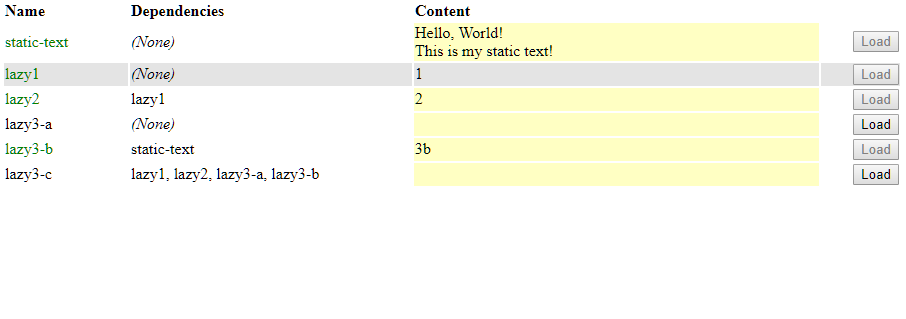 Name Dependencies Content
static-text (None) Hello, World!
This is my static text! Load
lazy1 (None) 1 Load
lazy2 lazy1 2 Load
lazy3-a (None) Load
lazy3-b static-text 3b Load
lazy3-c lazy1, lazy2, lazy3-a, lazy3-b Load